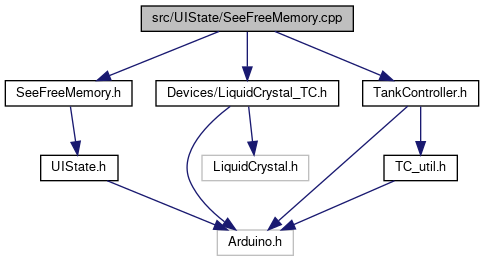 src/UIState/SeeFreeMemory.cpp
SeeFreeMemory.h
Devices/LiquidCrystal_TC.h
TankController.h
UIState.h
LiquidCrystal.h
TC_util.h
Arduino.h